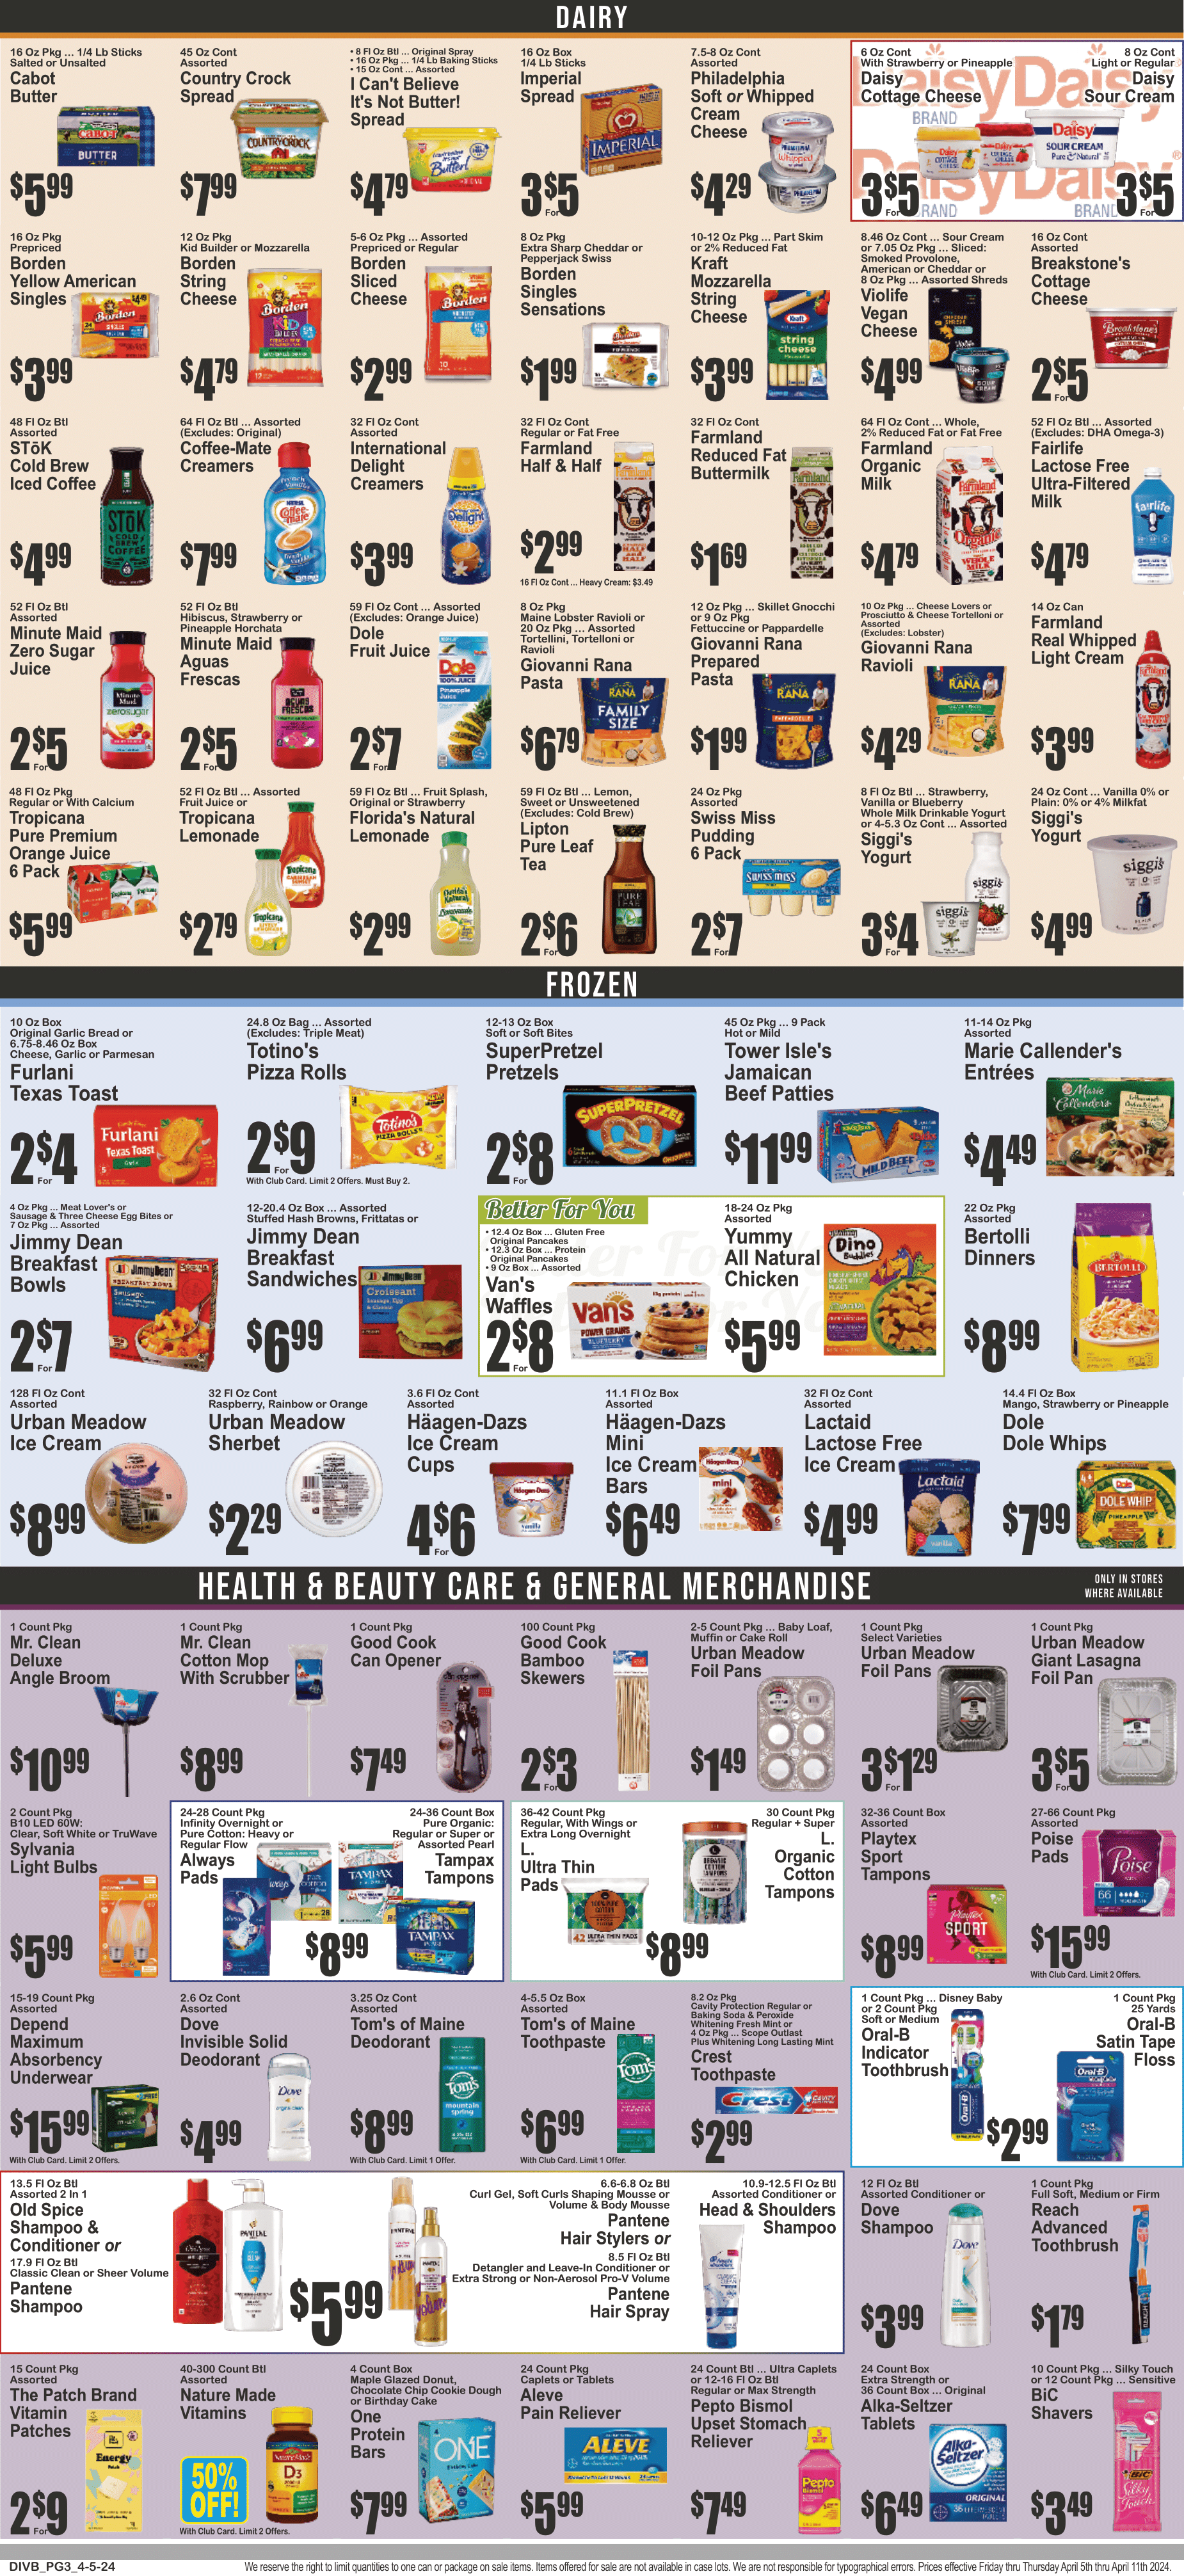 DAIRY
16 Oz Pkg ... 1/4 Lb Sticks
Salted or Unsalted
Cabot
Butter
$5.99
45 Oz Cont
Assorted
Country Crock
Spread
$7.99
• 8 Fl Oz Btl ... Original Spray
• 16 Oz Pkg ... 1/4 Lb Baking Sticks
• 15 Oz Cont ... Assorted
I Can't Believe
It's Not Butter!
Spread
$4.79
16 Oz Box
1/4 Lb Sticks
Imperial
Spread
3 For $5
7.5-8 Oz Cont
Assorted
Philadelphia
Soft or Whipped
Cream
Cheese
$4.29
6 Oz Cont
With Strawberry or Pineapple
Daisy
Cottage Cheese
3 For $5
8 Oz Cont
Light or Regular
Daisy
Sour Cream
3 For $5
16 Oz Pkg
Prepriced
Borden
Yellow American
Singles
$3.99
12 Oz Pkg
Kid Builder or Mozzarella
Borden
String
Cheese
$4.79
5-6 Oz Pkg ... Assorted
Prepriced or Regular
Borden
Sliced
Cheese
$2.99
8 Oz Pkg
Extra Sharp Cheddar or
Pepperjack Swiss
Borden
Singles
Sensations
$1.99
10-12 Oz Pkg ... Part Skim
or 2% Reduced Fat
Kraft
Mozzarella
String
Cheese
$3.99
8.46 Oz Cont ... Sour Cream
or 7.05 Oz Pkg ... Sliced:
Smoked Provolone,
American or Cheddar or
8 Oz Pkg ... Assorted Shreds
Violife
Vegan
Cheese
$4.99
16 Oz Cont
Assorted
Breakstone's
Cottage
Cheese
2 For $5
48 Fl Oz Btl
Assorted
STōK
Cold Brew
Iced Coffee
$4.99
64 Fl Oz Btl ... Assorted
(Excludes: Original)
Coffee-Mate
Creamers
$7.99
32 Fl Oz Cont
Assorted
International
Delight
Creamers
$3.99
32 Fl Oz Cont
Regular or Fat Free
Farmland
Half & Half
$2.99
16 Fl Oz Cont ... Heavy Cream: $3.49
32 Fl Oz Cont
Farmland
Reduced Fat
Buttermilk
$1.69
64 Fl Oz Cont ... Whole,
2% Reduced Fat or Fat Free
Farmland
Organic
Milk
$4.79
52 Fl Oz Btl ... Assorted
(Excludes: DHA Omega-3)
Fairlife
Lactose Free
Ultra-Filtered
Milk
$4.79
52 Fl Oz Btl
Assorted
Minute Maid
Zero Sugar
Juice
2 For $5
52 Fl Oz Btl
Hibiscus, Strawberry or
Pineapple Horchata
Minute Maid
Aguas
Frescas
2 For $5
59 Fl Oz Cont ... Assorted
(Excludes: Orange Juice)
Dole
Fruit Juice
2 For $7
8 Oz Pkg
Maine Lobster Ravioli or
20 Oz Pkg ... Assorted
Tortellini, Tortelloni or
Ravioli
Giovanni Rana
Pasta
$6.79
12 Oz Pkg ... Skillet Gnocchi
or 9 Oz Pkg
Fettuccine or Pappardelle
Giovanni Rana
Prepared
Pasta
$1.99
10 Oz Pkg ... Cheese Lovers or
Prosciutto & Cheese Tortelloni or
Assorted
(Excludes: Lobster)
Giovanni Rana
Ravioli
$4.29
14 Oz Can
Farmland
Real Whipped
Light Cream
$3.99
48 Fl Oz Pkg
Regular or With Calcium
Tropicana
Pure Premium
Orange Juice
6 Pack
$5.99
52 Fl Oz Btl ... Assorted
Fruit Juice or
Tropicana
Lemonade
$2.79
59 Fl Oz Btl ... Fruit Splash,
Original or Strawberry
Florida's Natural
Lemonade
$2.99
59 Fl Oz Btl ... Lemon,
Sweet or Unsweetened
(Excludes: Cold Brew)
Lipton
Pure Leaf
Tea
2 For $6
24 Oz Pkg
Assorted
Swiss Miss
Pudding
6 Pack
2 For $7
8 Fl Oz Btl ... Strawberry,
Vanilla or Blueberry
Whole Milk Drinkable Yogurt
or 4-5.3 Oz Cont ... Assorted
Siggi's
Yogurt
3 For $4
24 Oz Cont ... Vanilla 0% or
Plain: 0% or 4% Milkfat
Siggi's
Yogurt
$4.99
FROZEN
10 Oz Box
Original Garlic Bread or
6.75-8.46 Oz Box
Cheese, Garlic or Parmesan
Furlani
Texas Toast
2 For $4
24.8 Oz Bag ... Assorted
(Excludes: Triple Meat)
Totino's
Pizza Rolls
2 For $9
With Club Card. Limit 2 Offers. Must Buy 2.
12-13 Oz Box
Soft or Soft Bites
SuperPretzel
Pretzels
2 For $8
45 Oz Pkg ... 9 Pack
Hot or Mild
Tower Isle's
Jamaican
Beef Patties
$11.99
11-14 Oz Pkg
Assorted
Marie Callender's
Entrées
$4.49
4 Oz Pkg ... Meat Lover's or
Sausage & Three Cheese Egg Bites or
7 Oz Pkg ... Assorted
Jimmy Dean
Breakfast
Bowls
2 For $7
12-20.4 Oz Box ... Assorted
Stuffed Hash Browns, Frittatas or
Jimmy Dean
Breakfast
Sandwiches
$6.99
Better For You
• 12.4 Oz Box ... Gluten Free
Original Pancakes
• 12.3 Oz Box ... Protein
Original Pancakes
• 9 Oz Box ... Assorted
Van's
Waffles
2 For $8
18-24 Oz Pkg
Assorted
Yummy
All Natural
Chicken
$5.99
22 Oz Pkg
Assorted
Bertolli
Dinners
$8.99
128 Fl Oz Cont
Assorted
Urban Meadow
Ice Cream
$8.99
32 Fl Oz Cont
Raspberry, Rainbow or Orange
Urban Meadow
Sherbet
$2.29
3.6 Fl Oz Cont
Assorted
Häagen-Dazs
Ice Cream
Cups
4 For $6
11.1 Fl Oz Box
Assorted
Häagen-Dazs
Mini
Ice Cream
Bars
$6.49
32 Fl Oz Cont
Assorted
Lactaid
Lactose Free
Ice Cream
$4.99
14.4 Fl Oz Box
Mango, Strawberry or Pineapple
Dole
Dole Whips
$7.99
HEALTH & BEAUTY CARE & GENERAL MERCHANDISE
ONLY IN STORES
WHERE AVAILABLE
1 Count Pkg
Mr. Clean
Deluxe
Angle Broom
$10.99
1 Count Pkg
Mr. Clean
Cotton Mop
With Scrubber
$8.99
1 Count Pkg
Good Cook
Can Opener
$7.49
100 Count Pkg
Good Cook
Bamboo
Skewers
2 For $3
2-5 Count Pkg ... Baby Loaf,
Muffin or Cake Roll
Urban Meadow
Foil Pans
$1.49
1 Count Pkg
Select Varieties
Urban Meadow
Foil Pans
3 For $1.29
1 Count Pkg
Urban Meadow
Giant Lasagna
Foil Pan
3 For $5
2 Count Pkg
B10 LED 60W:
Clear, Soft White or TruWave
Sylvania
Light Bulbs
$5.99
24-28 Count Pkg
Infinity Overnight or
Pure Cotton: Heavy or
Regular Flow
Always
Pads
24-36 Count Box
Pure Organic:
Regular or Super or
Assorted Pearl
Tampax
Tampons
$8.99
36-42 Count Pkg
Regular, With Wings or
Extra Long Overnight
L.
Ultra Thin
Pads
30 Count Pkg
Regular + Super
L.
Organic
Cotton
Tampons
$8.99
32-36 Count Box
Assorted
Playtex
Sport
Tampons
$8.99
27-66 Count Pkg
Assorted
Poise
Pads
$15.99
With Club Card. Limit 2 Offers.
15-19 Count Pkg
Assorted
Depend
Maximum
Absorbency
Underwear
$15.99
With Club Card. Limit 2 Offers.
2.6 Oz Cont
Assorted
Dove
Invisible Solid
Deodorant
$4.99
3.25 Oz Cont
Assorted
Tom's of Maine
Deodorant
$8.99
With Club Card. Limit 1 Offer.
4-5.5 Oz Box
Assorted
Tom's of Maine
Toothpaste
$6.99
With Club Card. Limit 1 Offer.
8.2 Oz Pkg
Cavity Protection Regular or
Baking Soda & Peroxide
Whitening Fresh Mint or
4 Oz Pkg ... Scope Outlast
Plus Whitening Long Lasting Mint
Crest
Toothpaste
$2.99
1 Count Pkg ... Disney Baby
or 2 Count Pkg
Soft or Medium
Oral-B
Indicator
Toothbrush
1 Count Pkg
25 Yards
Oral-B
Satin Tape
Floss
$2.99
13.5 Fl Oz Btl
Assorted 2 In 1
Old Spice
Shampoo &
Conditioner or
17.9 Fl Oz Btl
Classic Clean or Sheer Volume
Pantene
Shampoo
$5.99
6.6-6.8 Oz Btl
Curl Gel, Soft Curls Shaping Mousse or
Volume & Body Mousse
Pantene
Hair Stylers or
8.5 Fl Oz Btl
Detangler and Leave-In Conditioner or
Extra Strong or Non-Aerosol Pro-V Volume
Pantene
Hair Spray
10.9-12.5 Fl Oz Btl
Assorted Conditioner or
Head & Shoulders
Shampoo
12 Fl Oz Btl
Assorted Conditioner or
Dove
Shampoo
$3.99
1 Count Pkg
Full Soft, Medium or Firm
Reach
Advanced
Toothbrush
$1.79
15 Count Pkg
Assorted
The Patch Brand
Vitamin
Patches
2 For $9
40-300 Count Btl
Assorted
Nature Made
Vitamins
50%
OFF!
With Club Card. Limit 2 Offers.
4 Count Box
Maple Glazed Donut,
Chocolate Chip Cookie Dough
or Birthday Cake
One
Protein
Bars
$7.99
24 Count Pkg
Caplets or Tablets
Aleve
Pain Reliever
$5.99
24 Count Btl ... Ultra Caplets
or 12-16 Fl Oz Btl
Regular or Max Strength
Pepto Bismol
Upset Stomach
Reliever
$7.49
24 Count Box
Extra Strength or
36 Count Box ... Original
Alka-Seltzer
Tablets
$6.49
10 Count Pkg ... Silky Touch
or 12 Count Pkg ... Sensitive
BiC
Shavers
$3.49
DIVB_PG3_4-5-24
We reserve the right to limit quantities to one can or package on sale items. Items offered for sale are not available in case lots. We are not responsible for typographical errors. Prices effective Friday thru Thursday April 5th thru April 11th 2024.